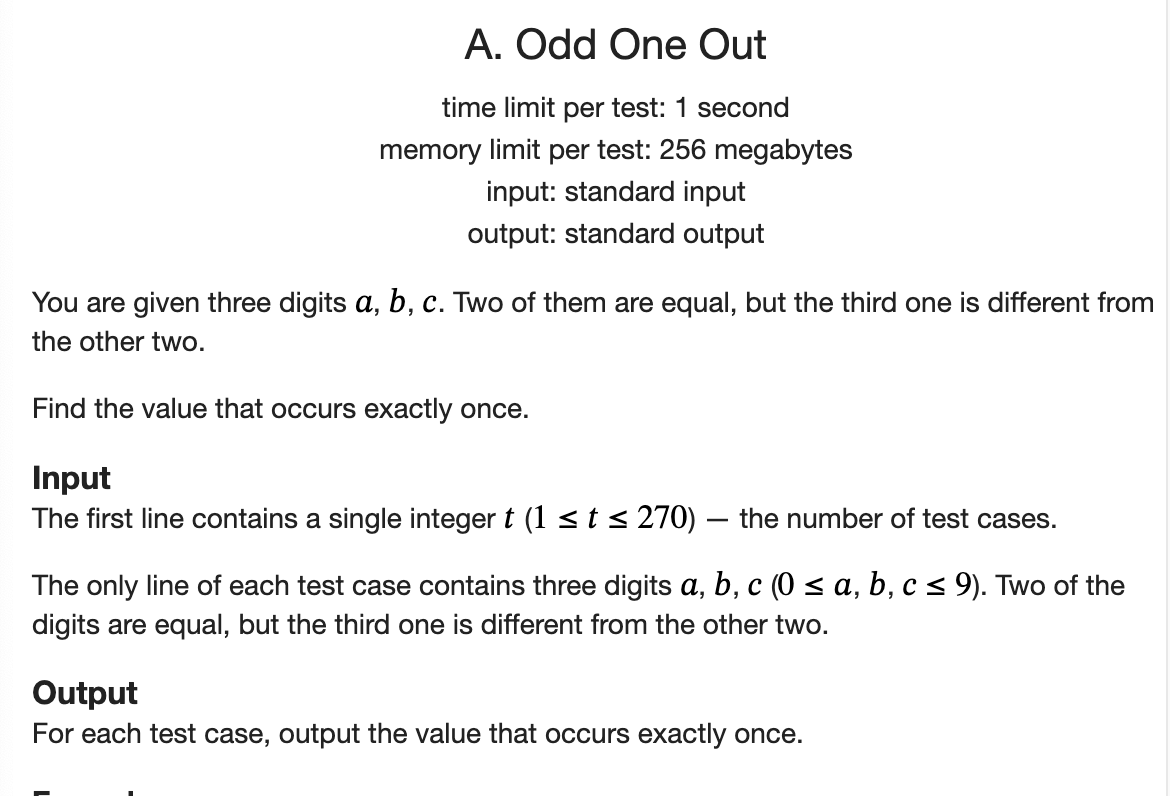 A. Odd One Out
time limit per test: 1 second
memory limit per test: 256 megabytes
input: standard input
output: standard output
You are given three digits a, b, c. Two of them are equal, but the third one is different from
the other two.
Find the value that occurs exactly once.
Input
The first line contains a single integer t (1 ≤ t ≤ 270) — the number of test cases.
The only line of each test case contains three digits a, b, c (0 ≤ a, b, c ≤ 9). Two of the
digits are equal, but the third one is different from the other two.
Output
For each test case, output the value that occurs exactly once.